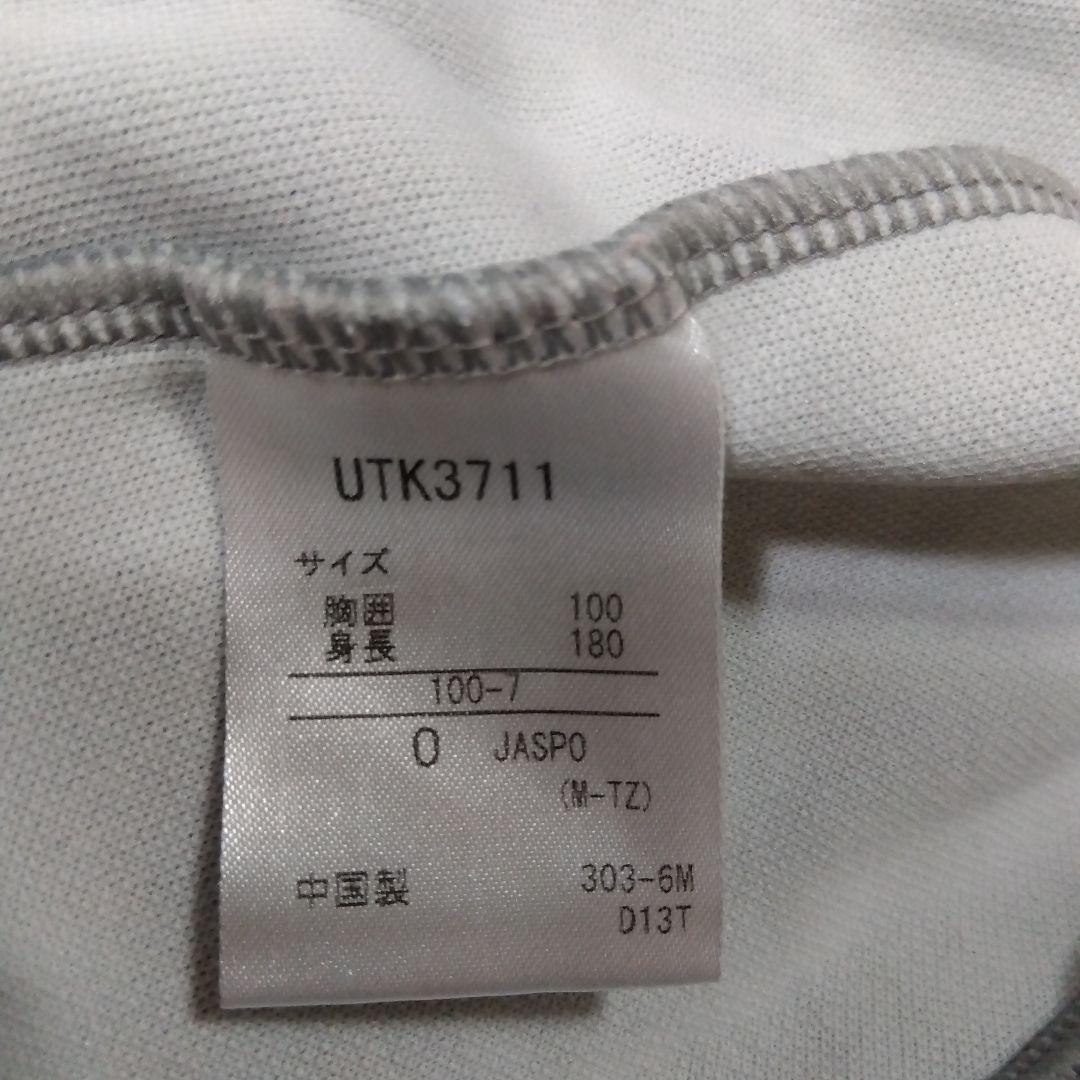 UTK3711
サイズ
胸囲 100
身長 180
100-7
O JASPO
(M-TZ)
中国製 303-6M
D13T